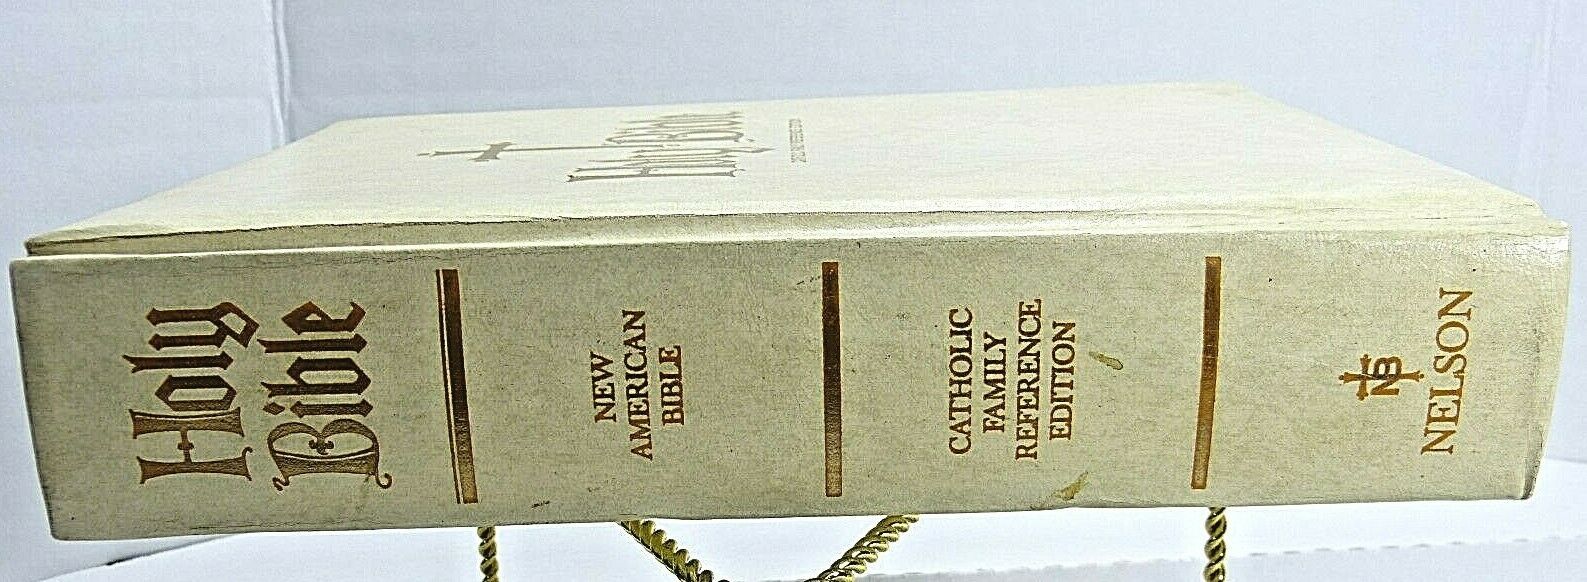 Holy
Bible
NEW
AMERICAN
BIBLE
CATHOLIC
FAMILY
REFERENCE
EDITION
NB
NELSON
Holy Bible